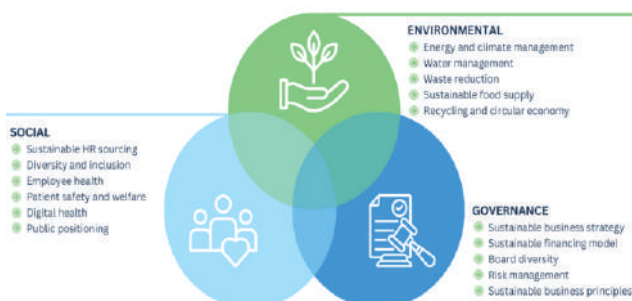 ENVIRONMENTAL
Energy and climate management
Water management
Waste reduction
Sustainable food supply
Recycling and circular economy
SOCIAL
Sustainable HR sourcing
Diversity and inclusion
Employee health
Patient safety and welfare
Digital health
Public positioning
GOVERNANCE
Sustainable business strategy
Sustainable financing model
Board diversity
Risk management
Sustainable business principles